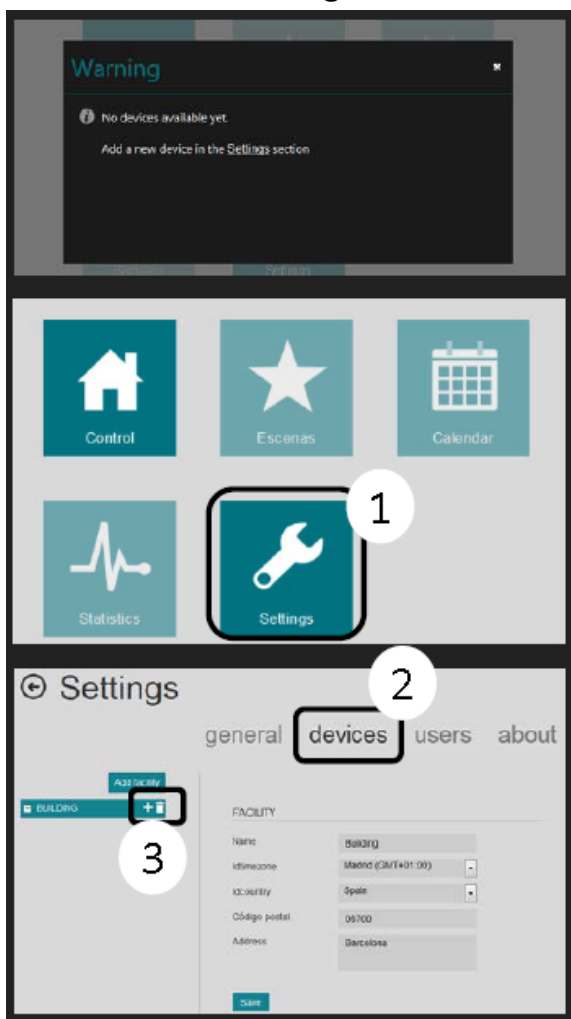 Warning
No devices available yet.
Add a new device in the Settings section
Services Settings
Control Escenas Calendar
1
Statistics Settings
Settings
2
general devices users about
Add facility
BUILDING
3
FACILITY
Name Building
Idtimezone Madrid (GMT+01:00)
Idcountry Spain
Código postal 08700
Address Barcelona
Save